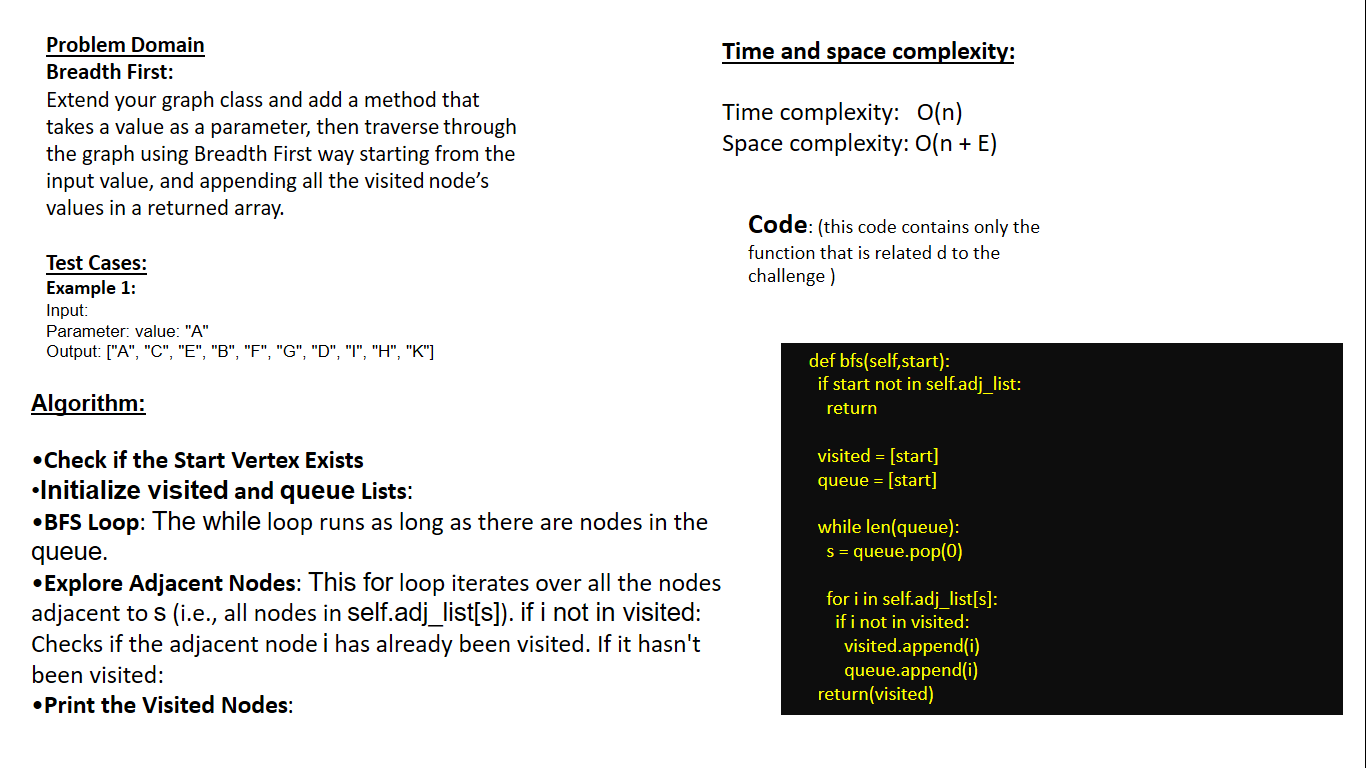 Problem Domain
Breadth First:
Extend your graph class and add a method that
takes a value as a parameter, then traverse through
the graph using Breadth First way starting from the
input value, and appending all the visited node’s
values in a returned array.
Test Cases:
Example 1:
Input:
Parameter: value: "A"
Output: ["A", "C", "E", "B", "F", "G", "D", "I", "H", "K"]
Algorithm:
•Check if the Start Vertex Exists
•Initialize visited and queue Lists:
•BFS Loop: The while loop runs as long as there are nodes in the
queue.
•Explore Adjacent Nodes: This for loop iterates over all the nodes
adjacent to s (i.e., all nodes in self.adj_list[s]). if i not in visited:
Checks if the adjacent node i has already been visited. If it hasn't
been visited:
•Print the Visited Nodes:
Time and space complexity:
Time complexity: O(n)
Space complexity: O(n + E)
Code: (this code contains only the
function that is related d to the
challenge )
def bfs(self,start):
if start not in self.adj_list:
return
visited = [start]
queue = [start]
while len(queue):
s = queue.pop(0)
for i in self.adj_list[s]:
if i not in visited:
visited.append(i)
queue.append(i)
return(visited)